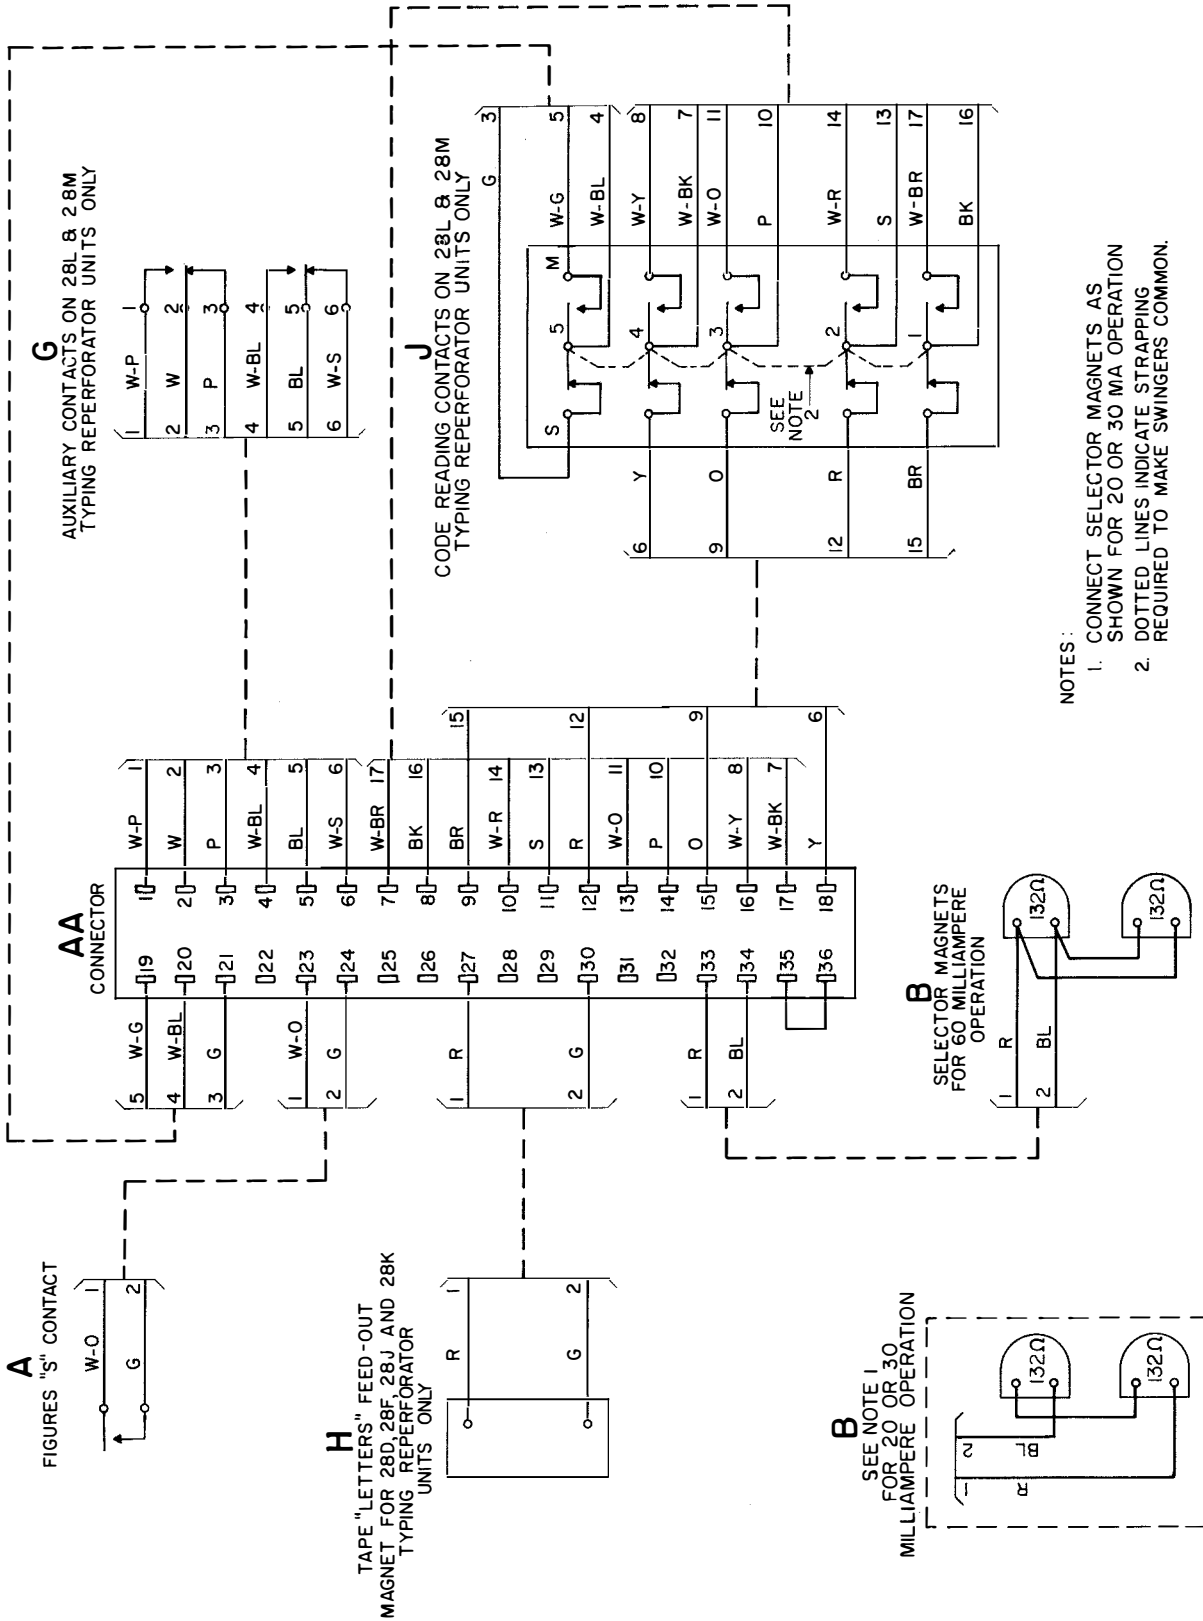 A
FIGURES "S" CONTACT
W-O
1
G
2
H
TAPE "LETTERS" FEED-OUT
MAGNET FOR 28D, 28F, 28J AND 28K
TYPING REPERFORATOR
UNITS ONLY
R
1
G
2
B
SEE NOTE 1
FOR 20 OR 30
MILLIAMPERE OPERATION
1
2
R
BL
132Ω
132Ω
AA
CONNECTOR
5 W-G 19
4 W-BL 20
3 G 21
22
1 W-O 23
2 G 24
25
26
1 R 27
28
29
2 G 30
31
32
1 R 33
2 BL 34
35
36
1 W-P 1
2 W 2
3 P 3
4 W-BL 4
5 BL 5
6 W-S 6
7 W-BR 17
8 BK 16
9 BR 15
10 W-R 14
11 S 13
12 R 12
13 W-O 11
14 P 10
15 O 9
16 W-Y 8
17 W-BK 7
18 Y 6
B
SELECTOR MAGNETS
FOR 60 MILLIAMPERE
OPERATION
1 R
2 BL
132Ω
132Ω
G
AUXILIARY CONTACTS ON 28L & 28M
TYPING REPERFORATOR UNITS ONLY
1 W-P 1
2 W 2
3 P 3
4 W-BL 4
5 BL 5
6 W-S 6
J
CODE READING CONTACTS ON 28L & 28M
TYPING REPERFORATOR UNITS ONLY
G 3
S 5 M W-G 5
W-BL 4
6 Y 4 W-Y 8
W-BK 7
9 O 3 W-O 11
P 10
SEE
NOTE
2
12 R 2 W-R 14
S 13
15 BR 1 W-BR 17
BK 16
NOTES:
1. CONNECT SELECTOR MAGNETS AS
SHOWN FOR 20 OR 30 MA OPERATION
2. DOTTED LINES INDICATE STRAPPING
REQUIRED TO MAKE SWINGERS COMMON.